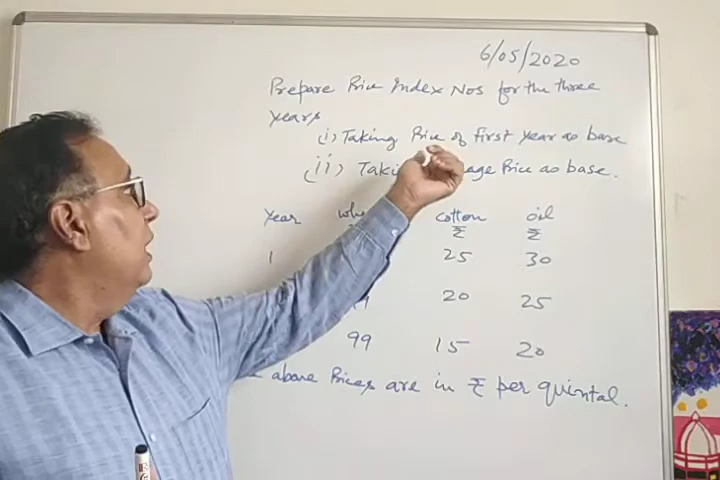 6/05/2020
Prepare Price Index Nos for the three
years
(i) Taking Price of first year as base
(ii) Price as base.
year cotton oil
₹ ₹
1 25 30
20 25
99 15 20
above Prices are in ₹ per quintal.